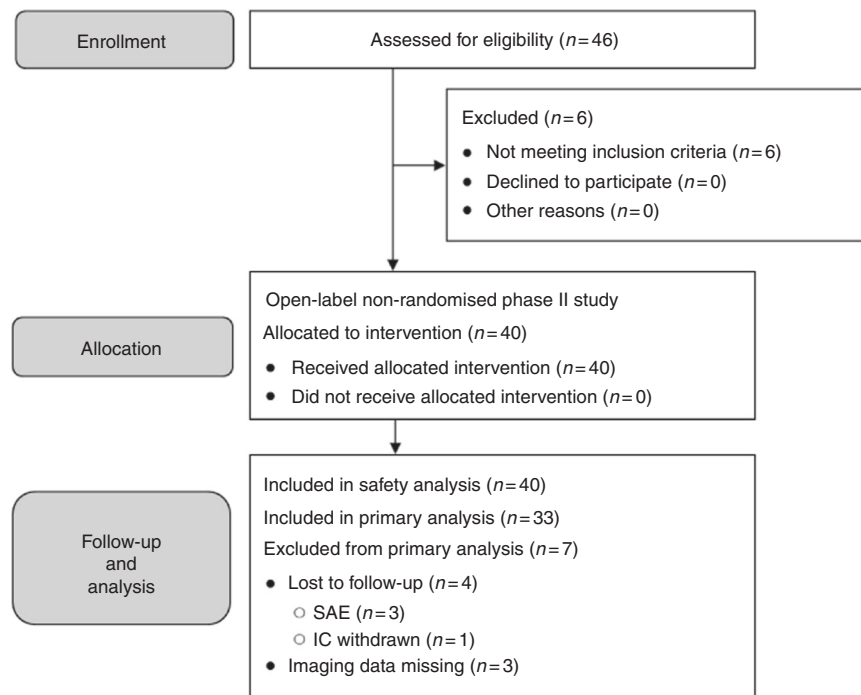 Enrollment
Assessed for eligibility (n=46)
Excluded (n=6)
• Not meeting inclusion criteria (n=6)
• Declined to participate (n=0)
• Other reasons (n=0)
Allocation
Open-label non-randomised phase II study
Allocated to intervention (n=40)
• Received allocated intervention (n=40)
• Did not receive allocated intervention (n=0)
Follow-up
and
analysis
Included in safety analysis (n=40)
Included in primary analysis (n=33)
Excluded from primary analysis (n=7)
• Lost to follow-up (n=4)
○ SAE (n=3)
○ IC withdrawn (n=1)
• Imaging data missing (n=3)